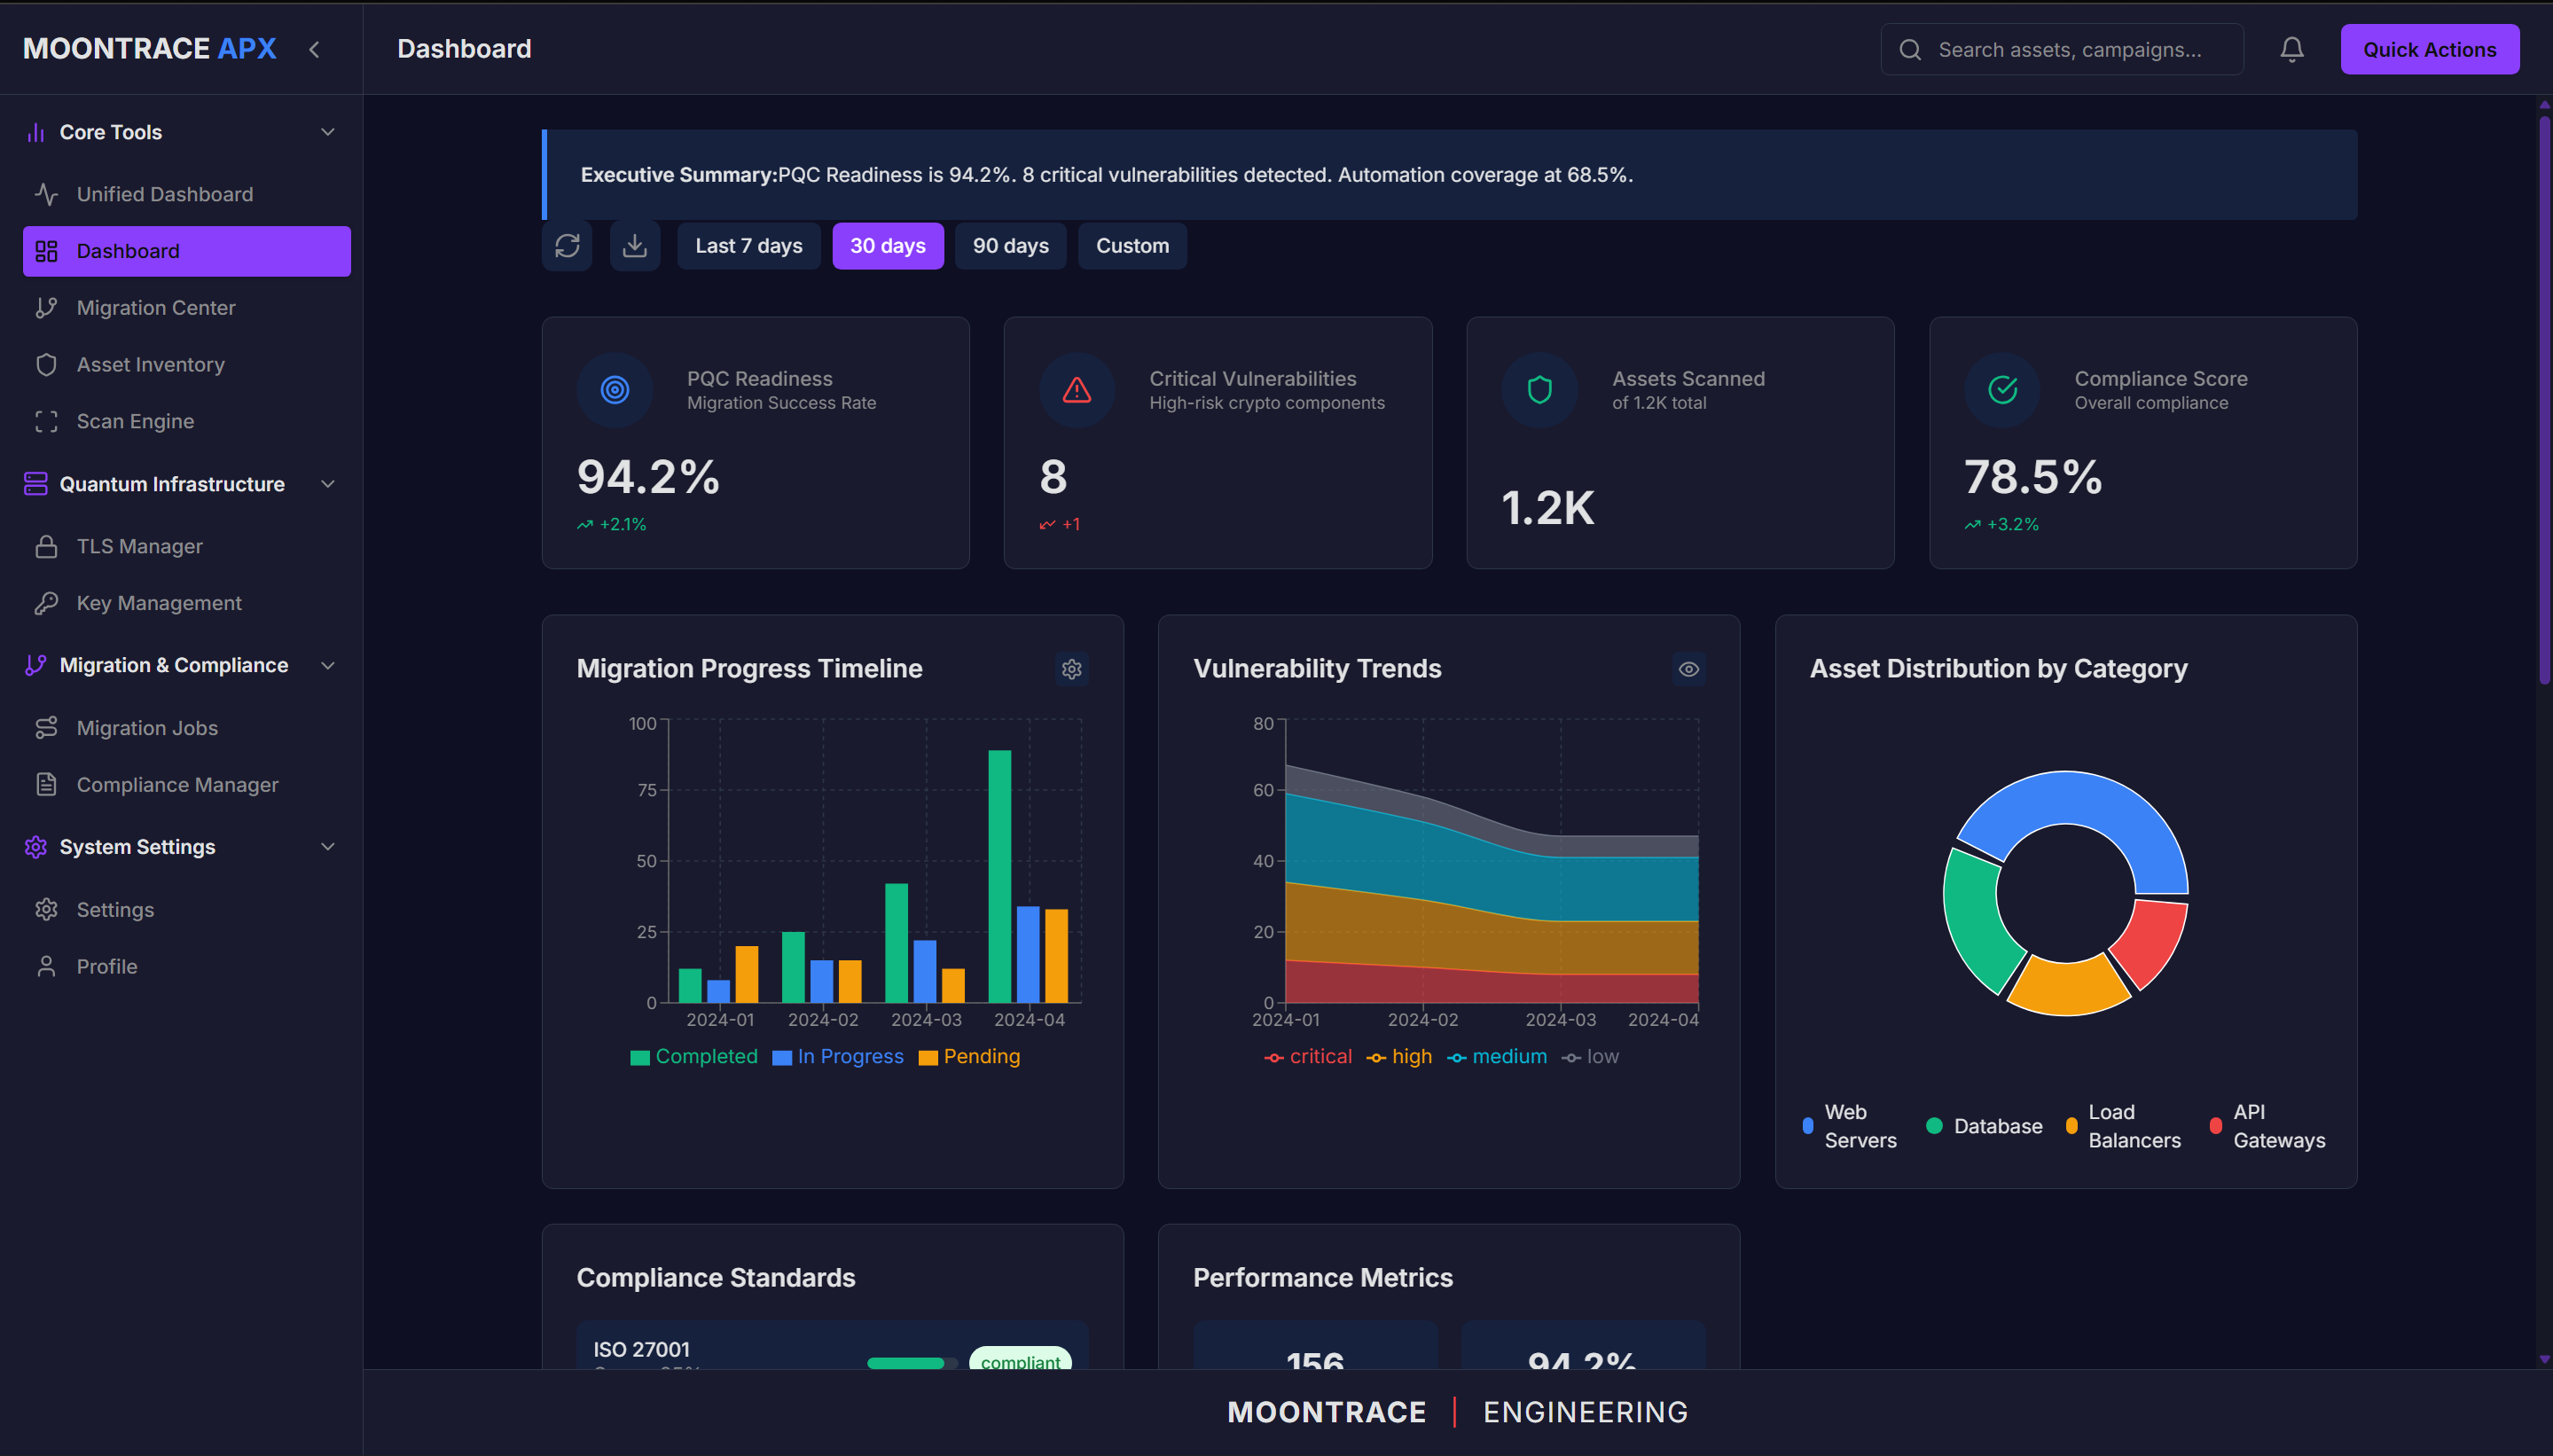 MOONTRACE APX
Dashboard
Search assets, campaigns...
Quick Actions
Core Tools
Unified Dashboard
Dashboard
Migration Center
Asset Inventory
Scan Engine
Quantum Infrastructure
TLS Manager
Key Management
Migration & Compliance
Migration Jobs
Compliance Manager
System Settings
Settings
Profile
Executive Summary:PQC Readiness is 94.2%. 8 critical vulnerabilities detected. Automation coverage at 68.5%.
Last 7 days
30 days
90 days
Custom
PQC Readiness
Migration Success Rate
94.2%
+2.1%
Critical Vulnerabilities
High-risk crypto components
8
+1
Assets Scanned
of 1.2K total
1.2K
Compliance Score
Overall compliance
78.5%
+3.2%
Migration Progress Timeline
100
75
50
25
0
2024-01 2024-02 2024-03 2024-04
Completed In Progress Pending
Vulnerability Trends
80
60
40
20
0
2024-01 2024-02 2024-03 2024-04
critical high medium low
Asset Distribution by Category
Web
Servers
Database
Load
Balancers
API
Gateways
Compliance Standards
ISO 27001
compliant
Performance Metrics
156
94.2%
MOONTRACE | ENGINEERING